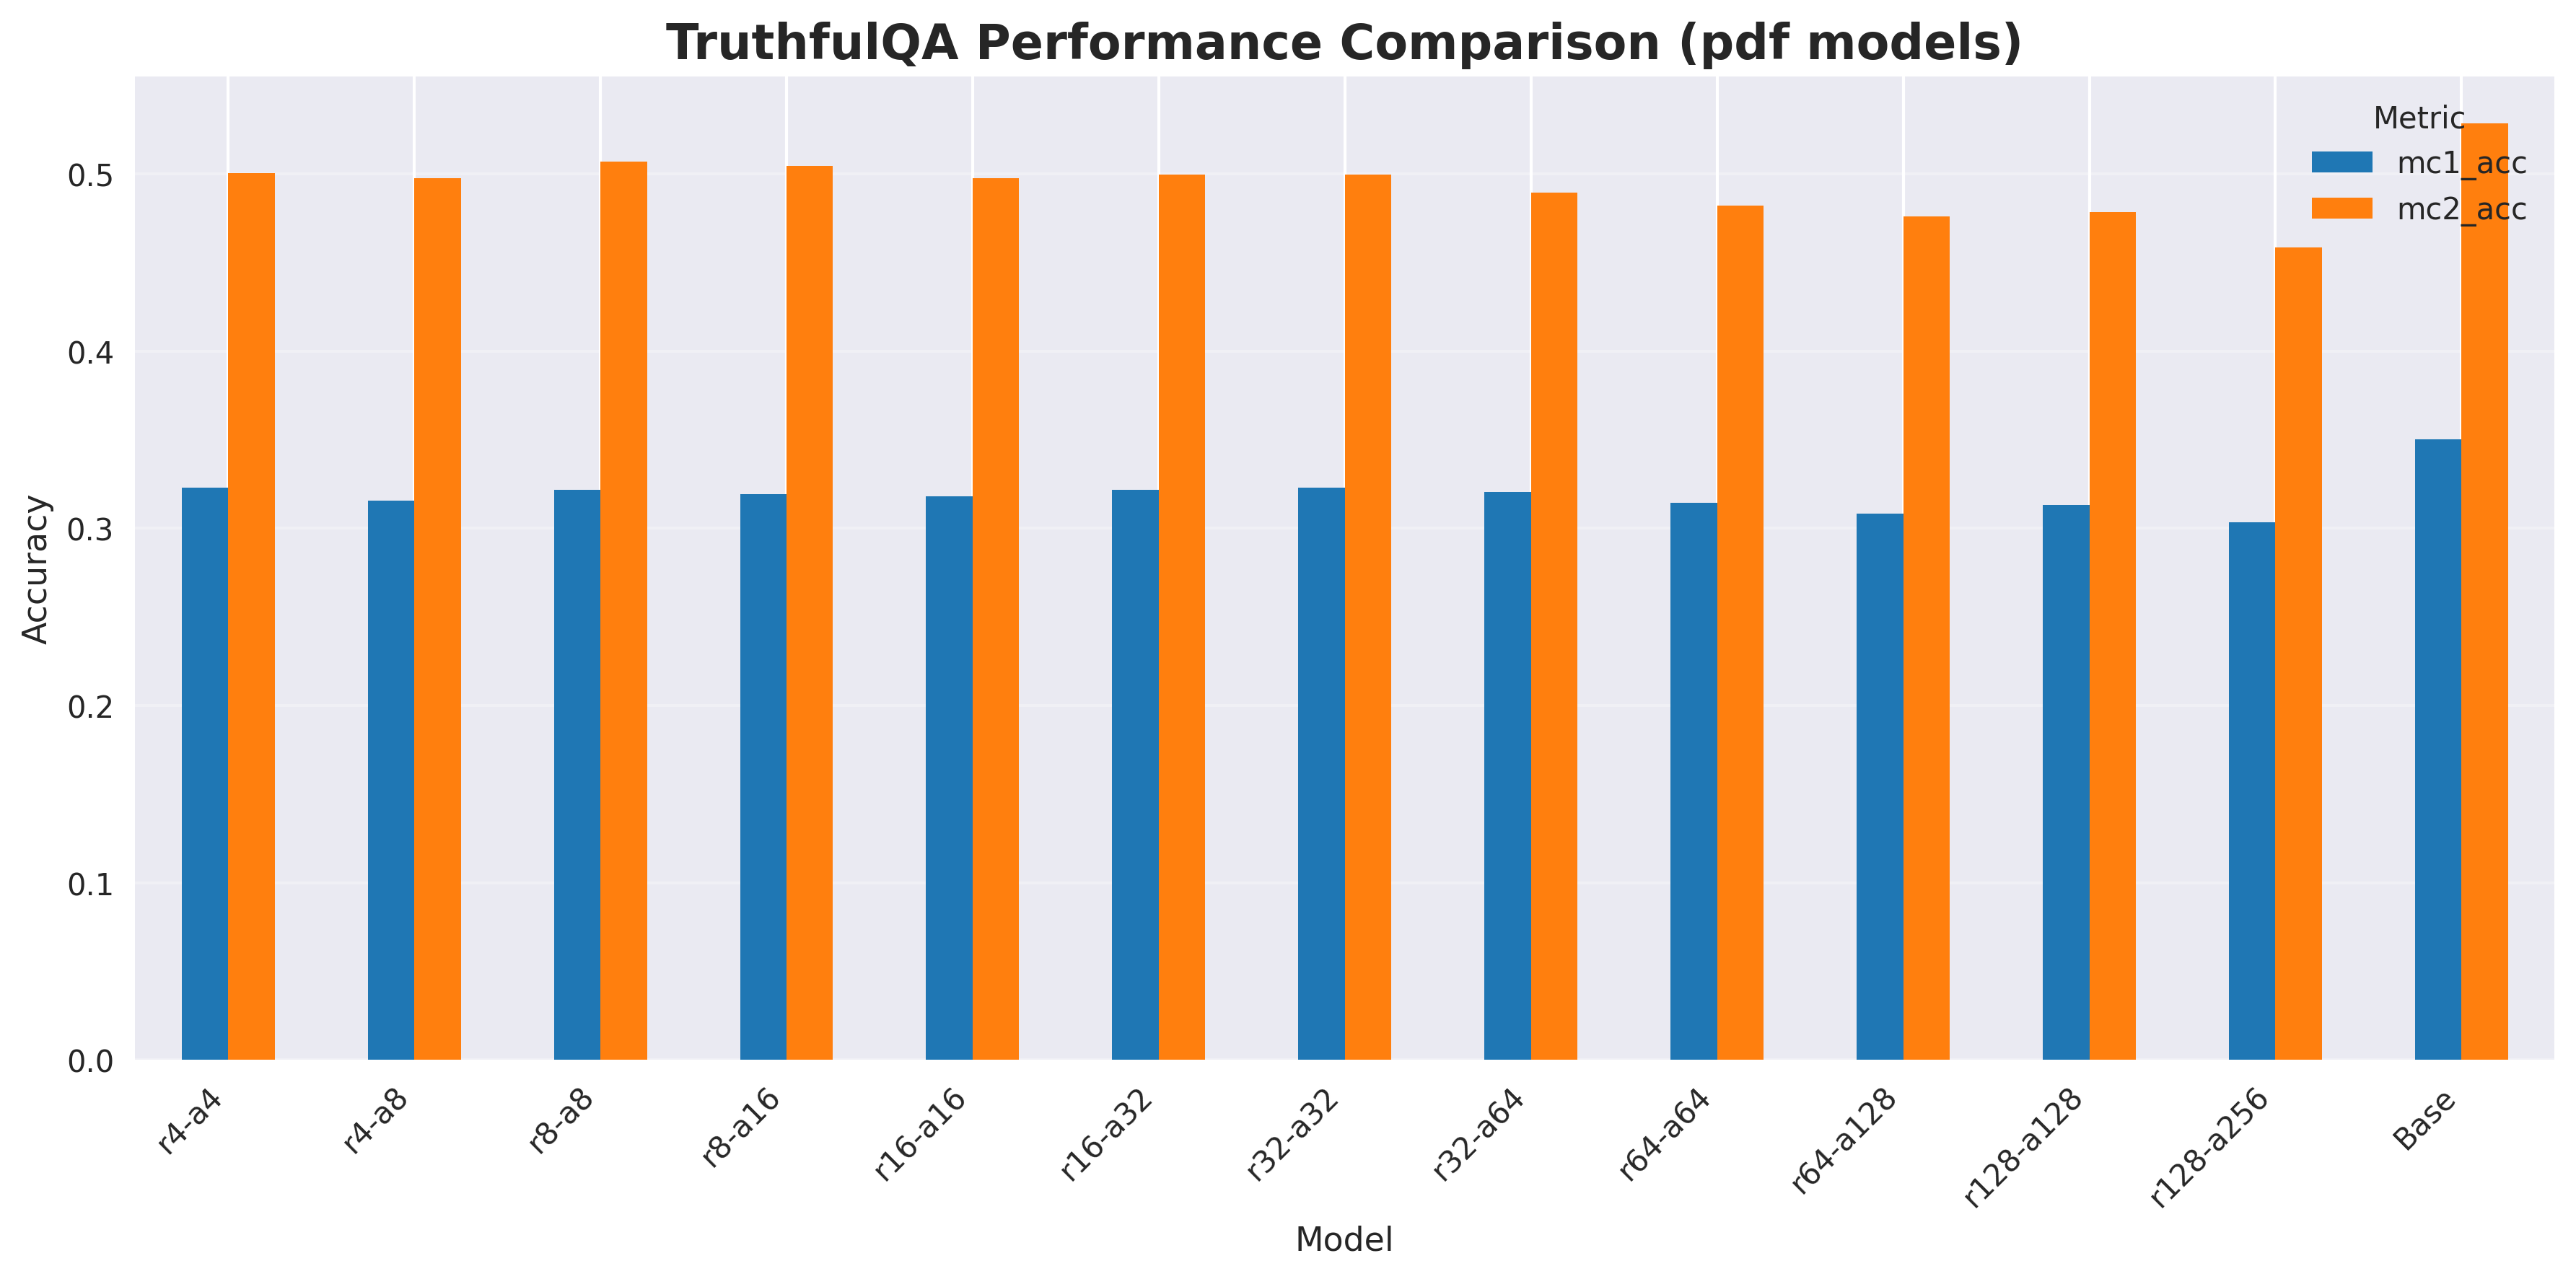 TruthfulQA Performance Comparison (pdf models)
Metric
mc1_acc
mc2_acc
Accuracy
0.5
0.4
0.3
0.2
0.1
0.0
r4-a4
r4-a8
r8-a8
r8-a16
r16-a16
r16-a32
r32-a32
r32-a64
r64-a64
r64-a128
r128-a128
r128-a256
Base
Model